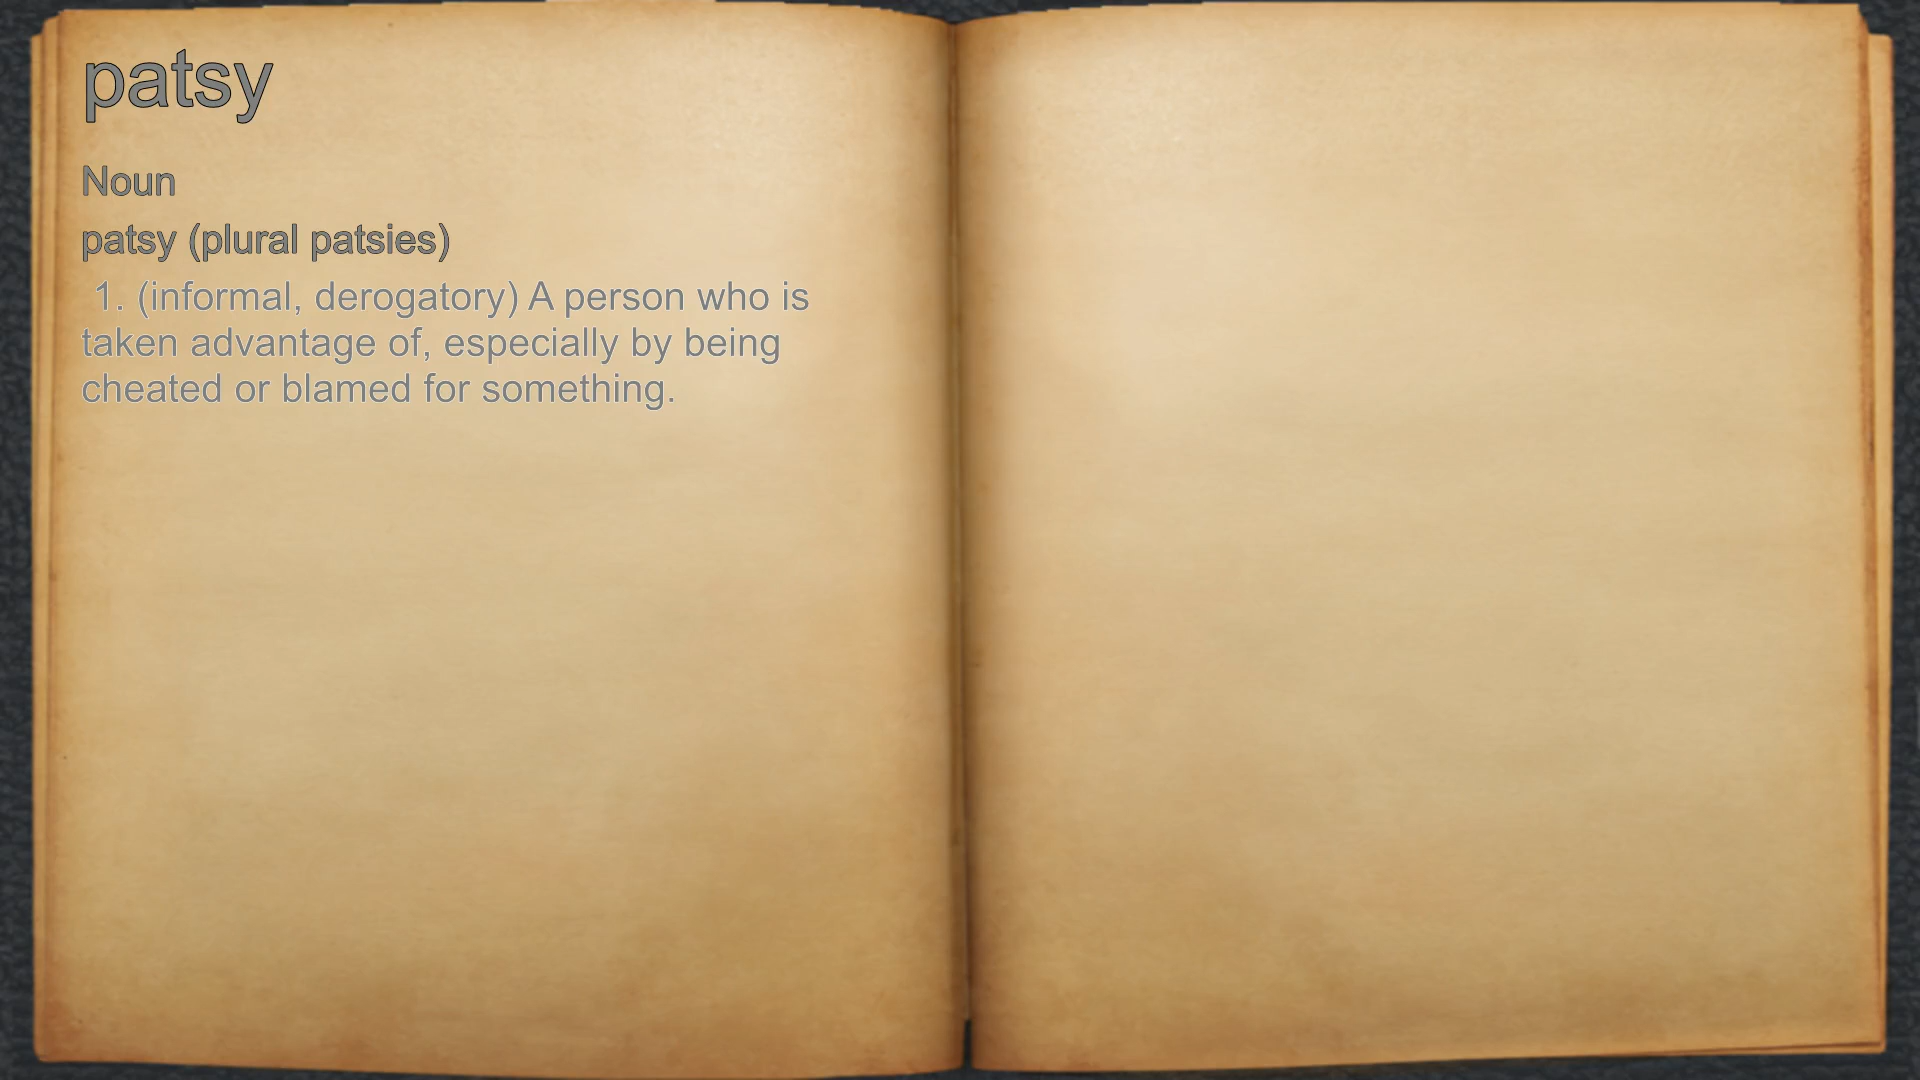 patsy
Noun
patsy (plural patsies)
1. (informal, derogatory) A person who is
taken advantage of, especially by being
cheated or blamed for something.